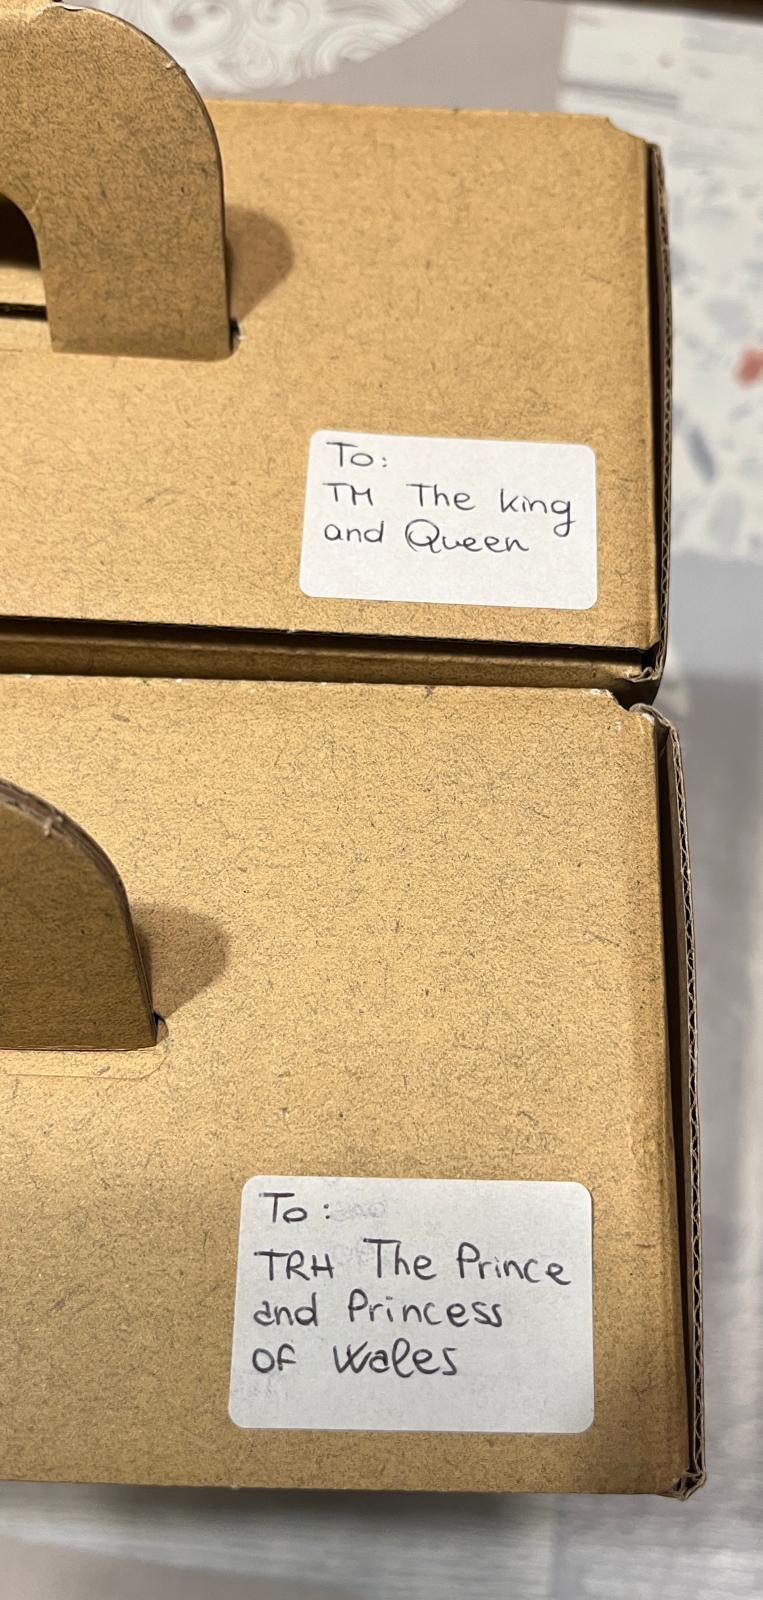 To:
TM The King
and Queen
To:
TRH The Prince
and Princess
of Wales